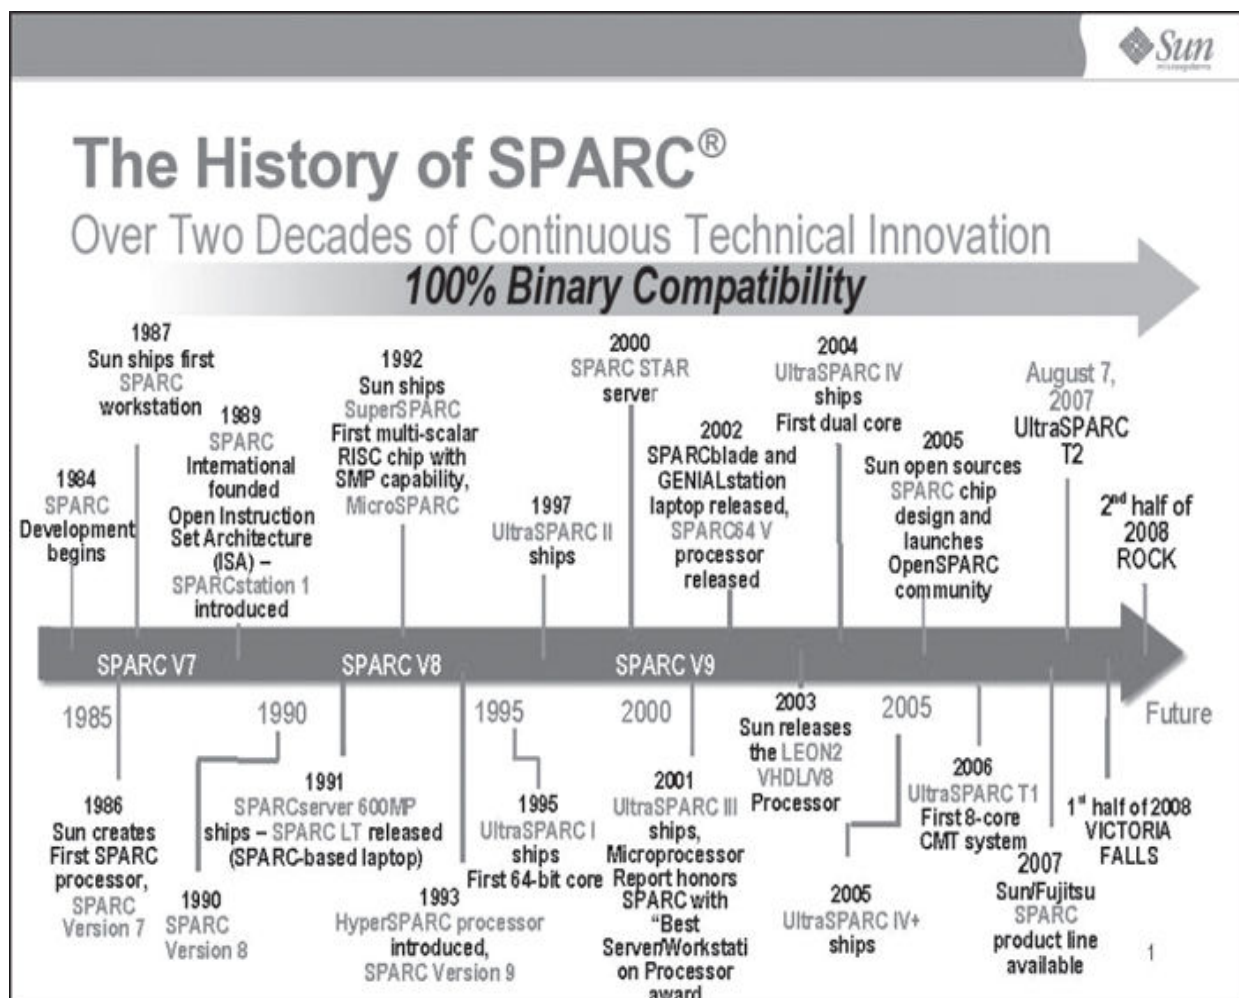 Sun
microsystems
The History of SPARC®
Over Two Decades of Continuous Technical Innovation
100% Binary Compatibility
1984
SPARC
Development
begins
1987
Sun ships first
SPARC
workstation
1989
SPARC
International
founded
Open Instruction
Set Architecture
(ISA) –
SPARCstation 1
introduced
1992
Sun ships
SuperSPARC
First multi-scalar
RISC chip with
SMP capability,
MicroSPARC
1997
UltraSPARC II
ships
2000
SPARC STAR
server
2002
SPARCblade and
GENIALstation
laptop released,
SPARC64 V
processor
released
2004
UltraSPARC IV
ships
First dual core
2005
Sun open sources
SPARC chip
design and
launches
OpenSPARC
community
August 7,
2007
UltraSPARC
T2
2nd half of
2008
ROCK
SPARC V7
SPARC V8
SPARC V9
1985
1990
1995
2000
2005
Future
1986
Sun creates
First SPARC
processor,
SPARC
Version 7
1990
SPARC
Version 8
1991
SPARCserver 600MP
ships – SPARC LT released
(SPARC-based laptop)
1993
HyperSPARC processor
introduced,
SPARC Version 9
1995
UltraSPARC I
ships
First 64-bit core
2001
UltraSPARC III
ships,
Microprocessor
Report honors
SPARC with
“Best
Server/Workstati
on Processor
award
2003
Sun releases
the LEON2
VHDL/V8
Processor
2005
UltraSPARC IV+
ships
2006
UltraSPARC T1
First 8-core
CMT system
2007
Sun/Fujitsu
SPARC
product line
available
1st half of 2008
VICTORIA
FALLS
1